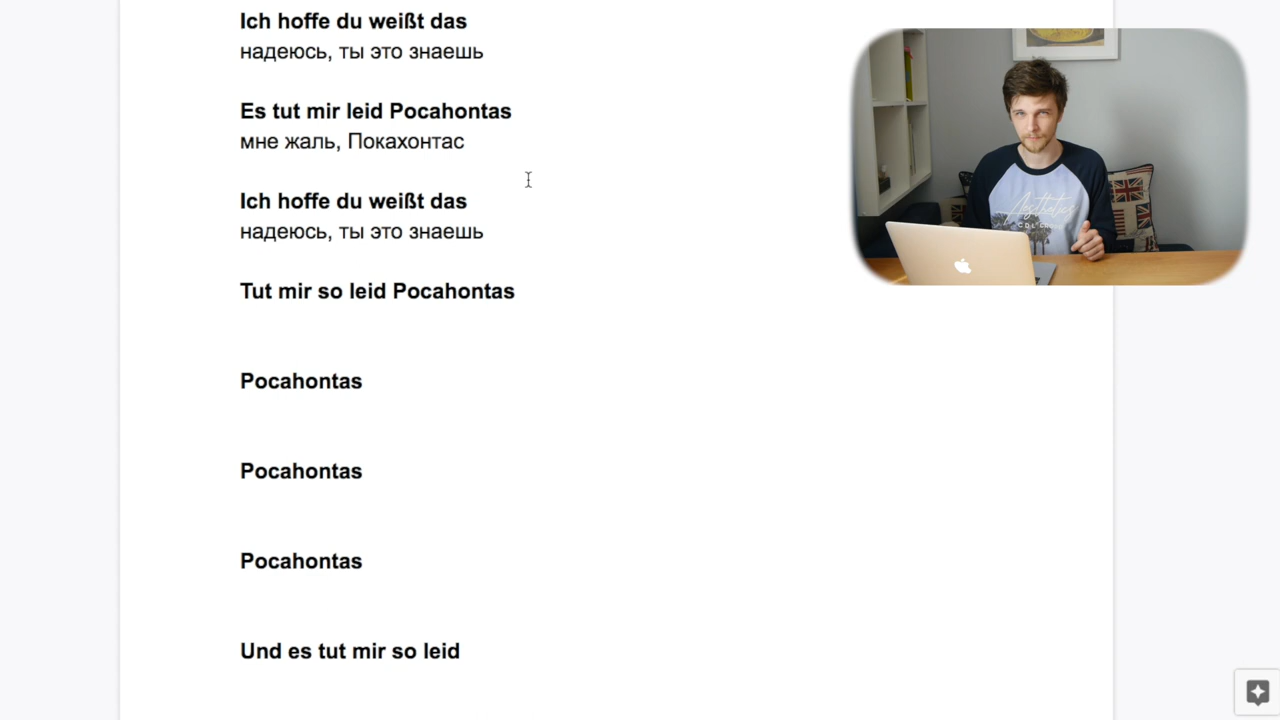 Ich hoffe du weißt das
надеюсь, ты это знаешь
Es tut mir leid Pocahontas
мне жаль, Покахонтас
Ich hoffe du weißt das
надеюсь, ты это знаешь
Tut mir so leid Pocahontas
Pocahontas
Pocahontas
Pocahontas
Und es tut mir so leid
Aesthetics